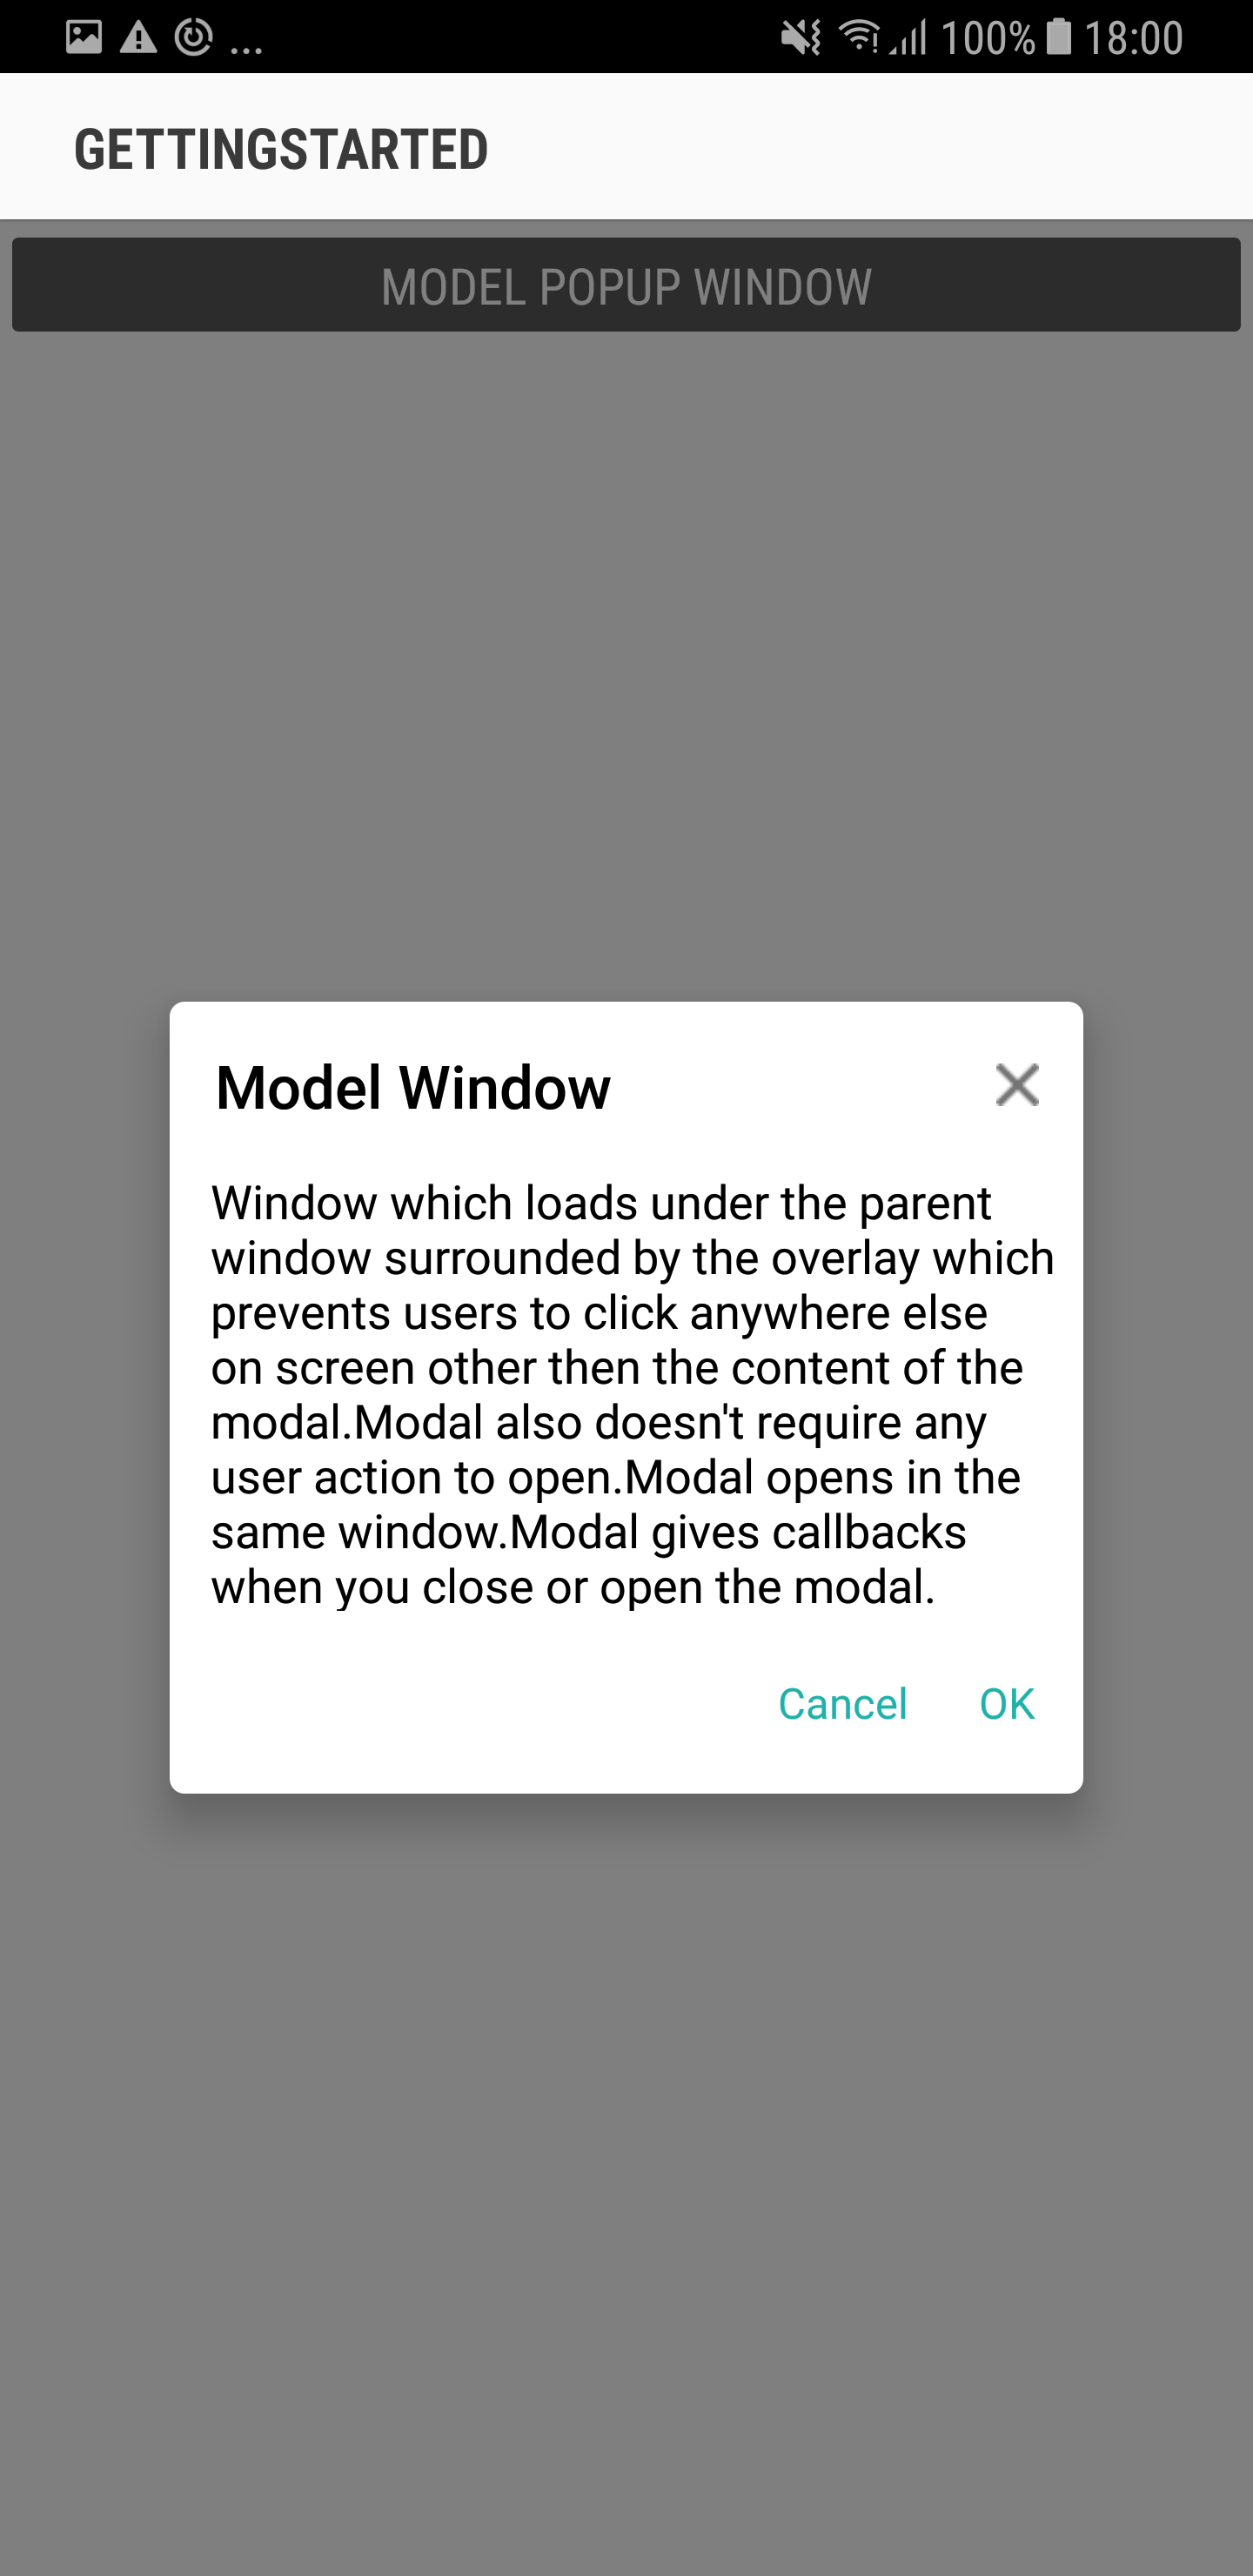 ... 100% 18:00
GETTINGSTARTED
MODEL POPUP WINDOW
Model Window
Window which loads under the parent
window surrounded by the overlay which
prevents users to click anywhere else
on screen other then the content of the
modal.Modal also doesn't require any
user action to open.Modal opens in the
same window.Modal gives callbacks
when you close or open the modal.
Cancel OK